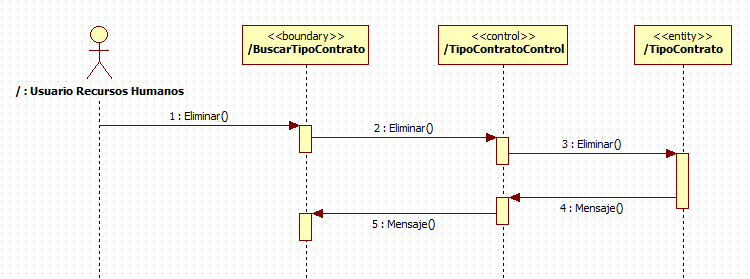 <<boundary>>
/BuscarTipoContrato
<<control>>
/TipoContratoControl
<<entity>>
/TipoContrato
/ : Usuario Recursos Humanos
1 : Eliminar()
2 : Eliminar()
3 : Eliminar()
4 : Mensaje()
5 : Mensaje()